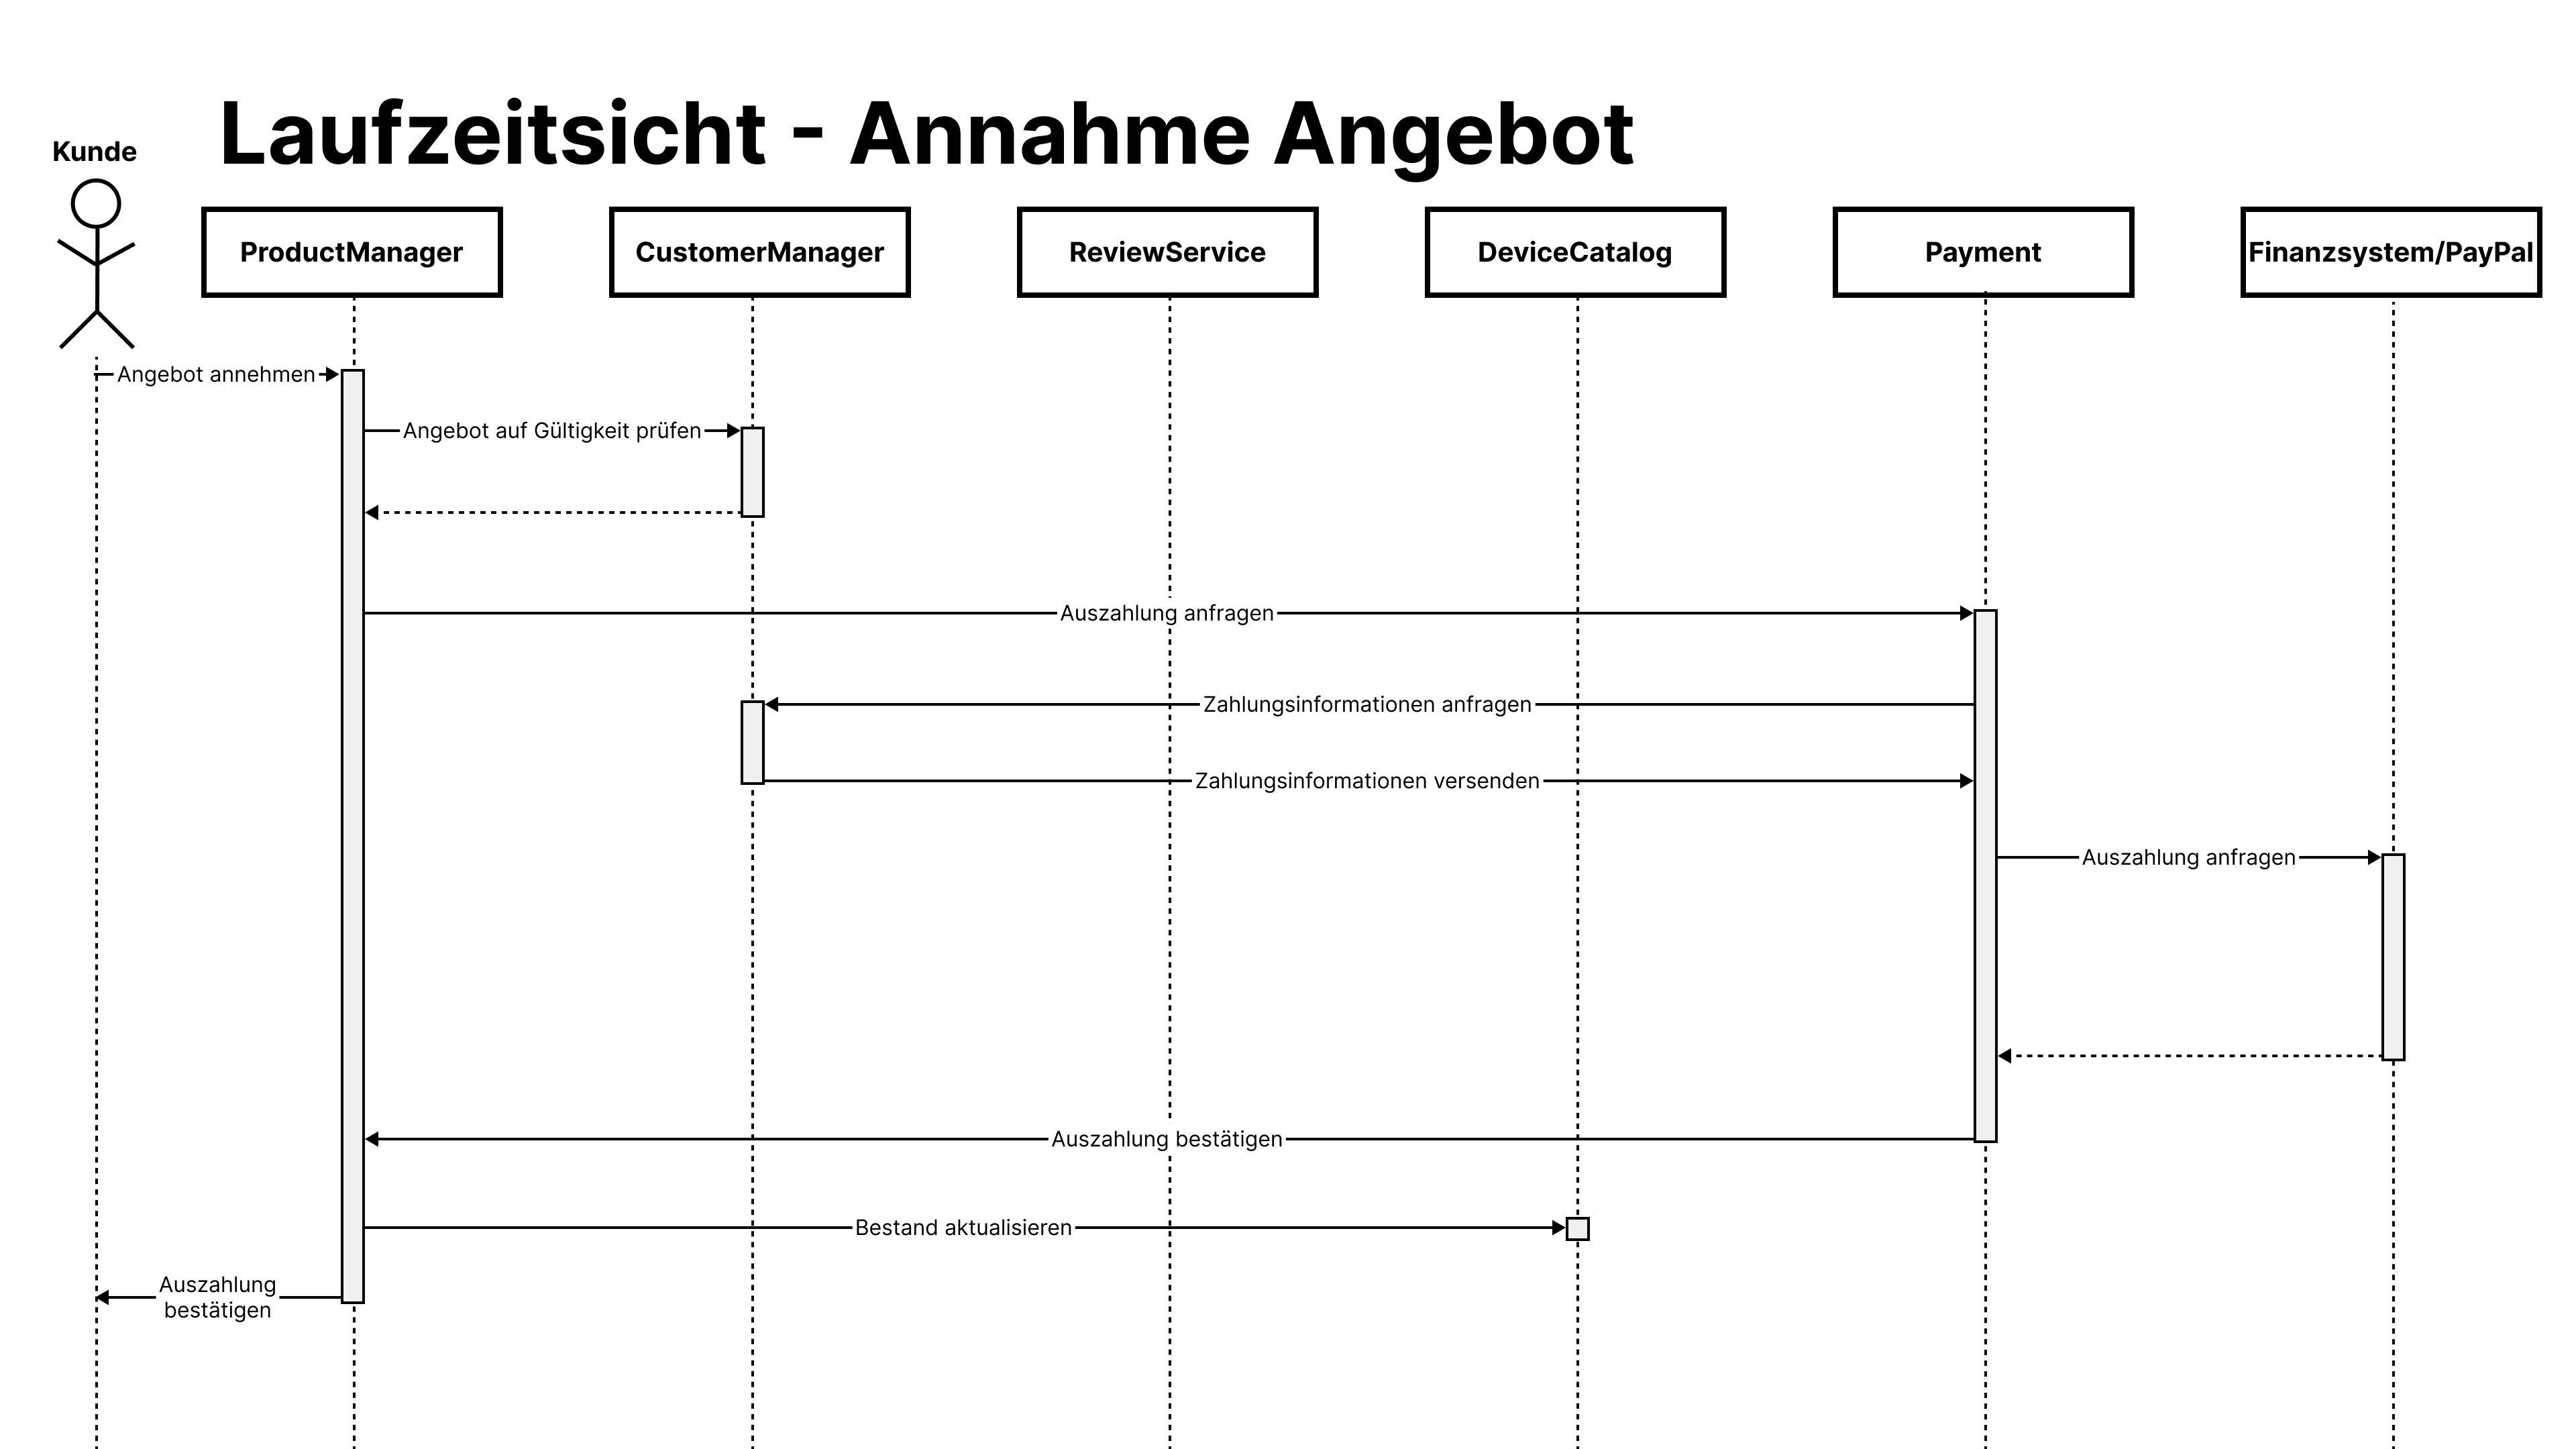 Laufzeitsicht - Annahme Angebot
Kunde
ProductManager
CustomerManager
ReviewService
DeviceCatalog
Payment
Finanzsystem/PayPal
Angebot annehmen
Angebot auf Gültigkeit prüfen
Auszahlung anfragen
Zahlungsinformationen anfragen
Zahlungsinformationen versenden
Auszahlung anfragen
Auszahlung bestätigen
Bestand aktualisieren
Auszahlung
bestätigen